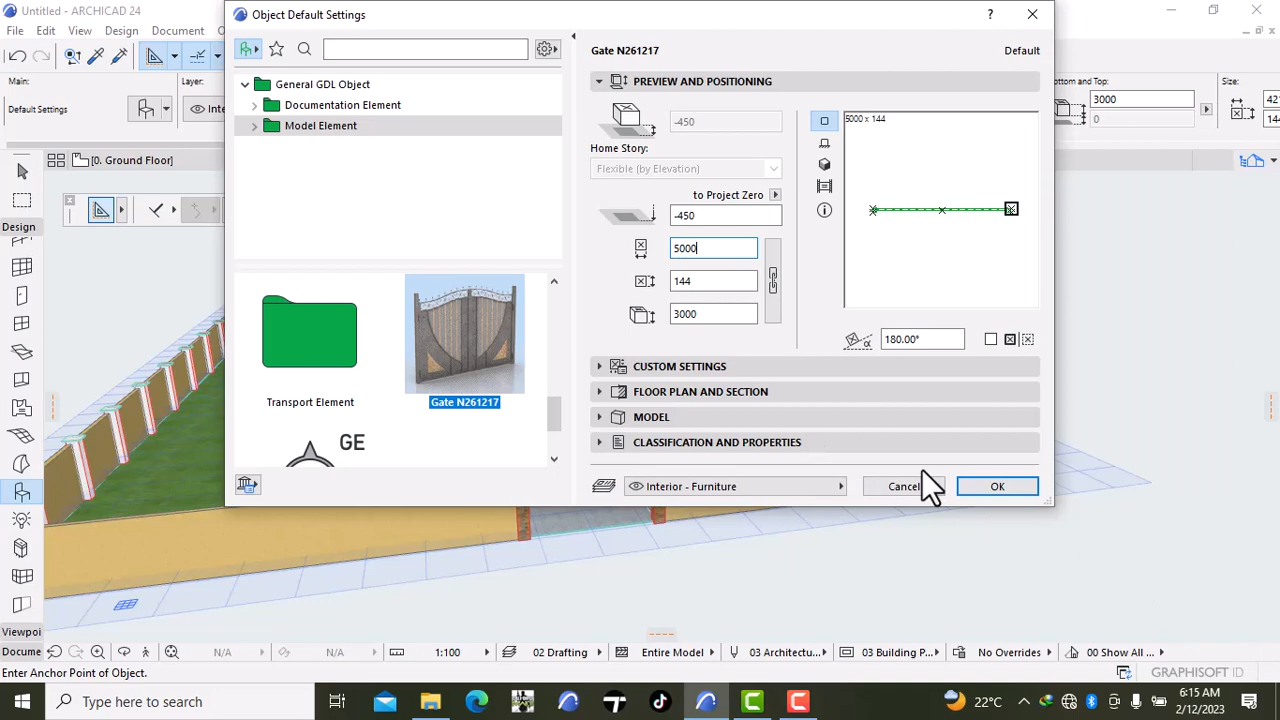 Untitled - ARCHICAD 24
File
Edit
View
Design
Document
Object Default Settings
?
Main:
Layer:
Bottom and Top:
Size:
Default Settings
3000
0
General GDL Object
Documentation Element
Model Element
Gate N261217
Default
PREVIEW AND POSITIONING
-450
Home Story:
Flexible (by Elevation)
to Project Zero
-450
5000
144
3000
5000 x 144
α
180.00°
[0. Ground Floor]
Design
Transport Element
Gate N261217
GE
CUSTOM SETTINGS
FLOOR PLAN AND SECTION
MODEL
CLASSIFICATION AND PROPERTIES
Interior - Furniture
Cancel
OK
Viewpoi
Docume
N/A
N/A
1:100
02 Drafting
Entire Model
03 Architectu...
03 Building P...
No Overrides
00 Show All ...
Enter Anchor Point of Object.
GRAPHISOFT ID
Type here to search
22°C
6:15 AM
2/12/2023